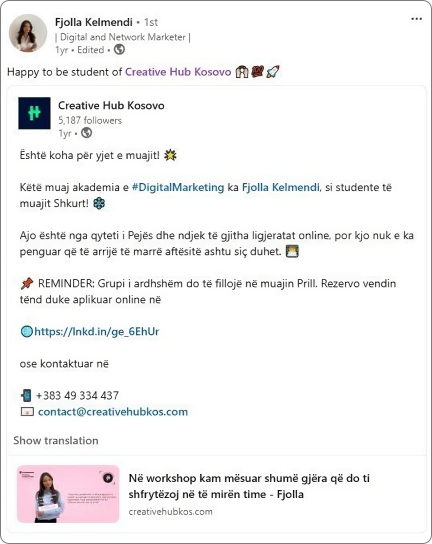 Fjolla Kelmendi • 1st
| Digital and Network Marketer |
1yr • Edited •
Happy to be student of Creative Hub Kosovo
Creative Hub Kosovo
5,187 followers
1yr •
Është koha për yjet e muajit!
Këtë muaj akademia e #DigitalMarketing ka Fjolla Kelmendi, si studente të
muajit Shkurt!
Ajo është nga qyteti i Pejës dhe ndjek të gjitha ligjeratat online, por kjo nuk e ka
penguar që të arrijë të marrë aftësitë ashtu siç duhet.
REMINDER: Grupi i ardhshëm do të fillojë në muajin Prill. Rezervo vendin
tënd duke aplikuar online në
https://lnkd.in/ge_6EhUr
ose kontaktuar në
+383 49 334 437
contact@creativehubkos.com
Show translation
Në workshop kam mësuar shumë gjëra që do ti
shfrytëzoj në të mirën time - Fjolla
creativehubkos.com